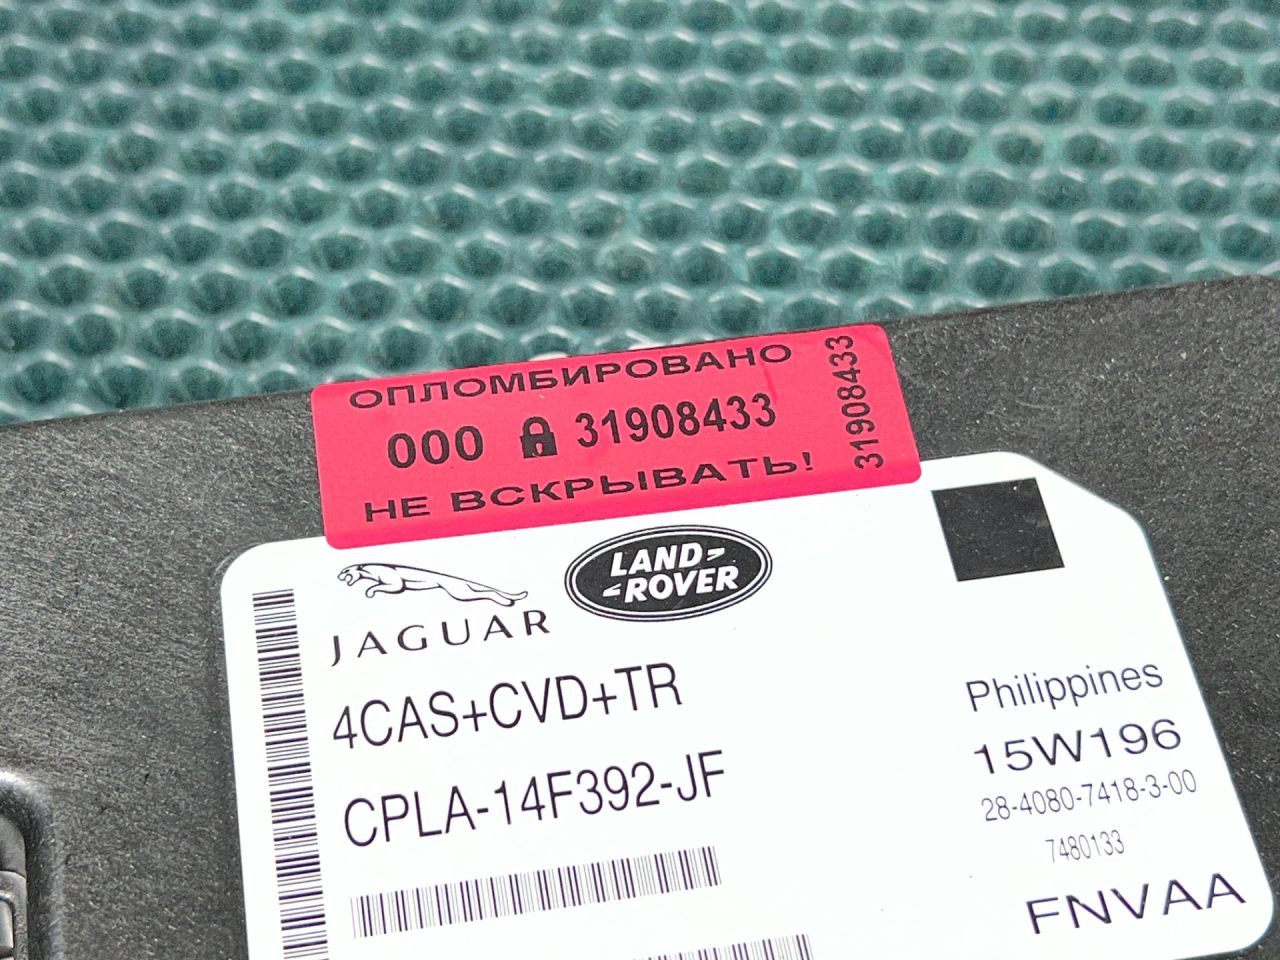 ОПЛОМБИРОВАНО
000 31908433
НЕ ВСКРЫВАТЬ!
31908433
JAGUAR
LAND
ROVER
4CAS+CVD+TR
CPLA-14F392-JF
Philippines
15W196
28-4080-7418-3-00
7480133
FNVAA